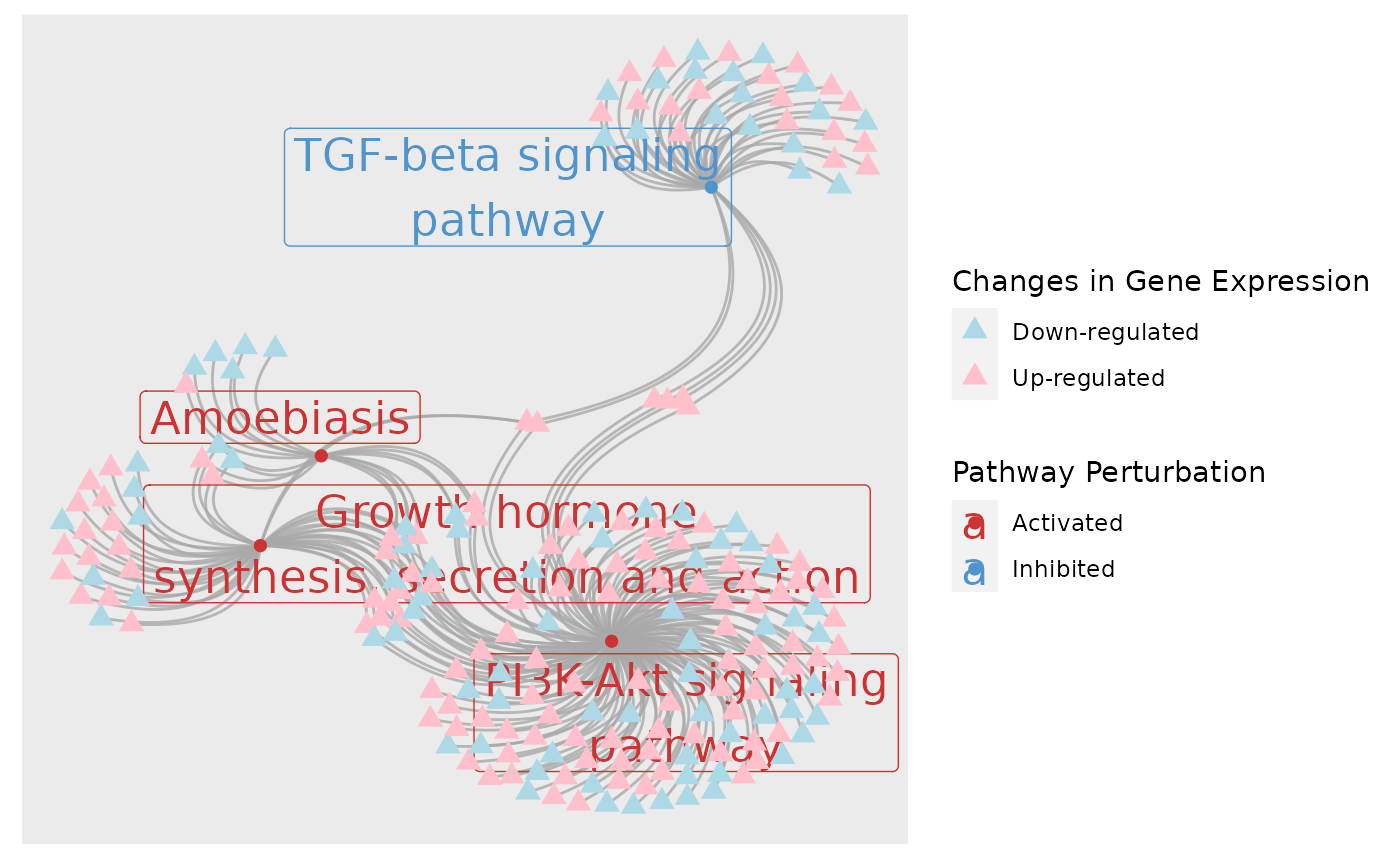 TGF-beta signaling
pathway
Amoebiasis
Growth hormone
synthesis, secretion and action
PI3K-Akt signaling
pathway
Changes in Gene Expression
Down-regulated
Up-regulated
Pathway Perturbation
a Activated
a Inhibited